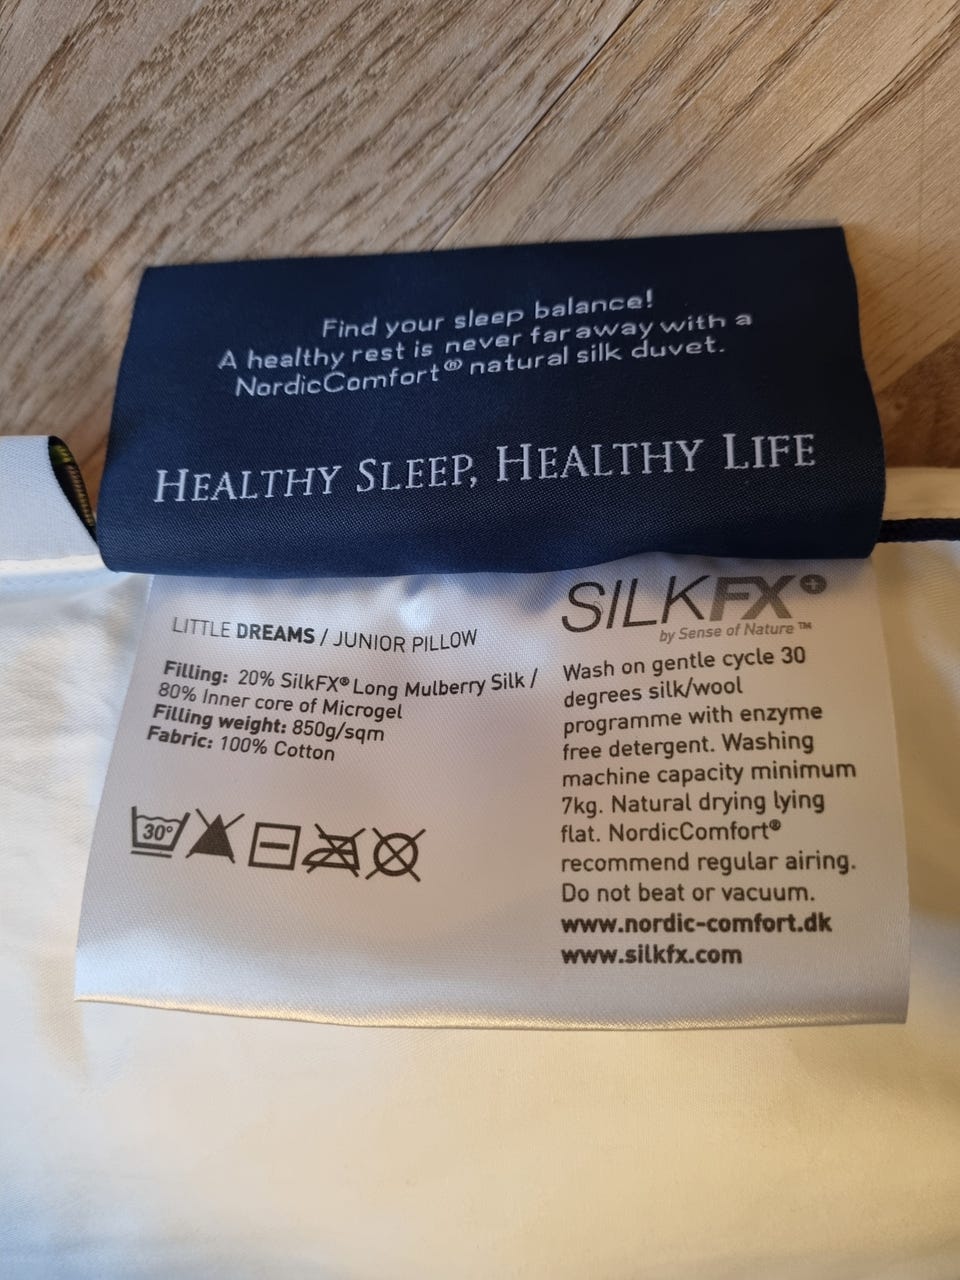 Find your sleep balance!
A healthy rest is never far away with a
NordicComfort® natural silk duvet.
HEALTHY SLEEP, HEALTHY LIFE
LITTLE DREAMS / JUNIOR PILLOW
Filling: 20% SilkFX® Long Mulberry Silk /
80% Inner core of Microgel
Filling weight: 850g/sqm
Fabric: 100% Cotton
30°
SILKFX+
by Sense of Nature™
Wash on gentle cycle 30
degrees silk/wool
programme with enzyme
free detergent. Washing
machine capacity minimum
7kg. Natural drying lying
flat. NordicComfort®
recommend regular airing.
Do not beat or vacuum.
www.nordic-comfort.dk
www.silkfx.com